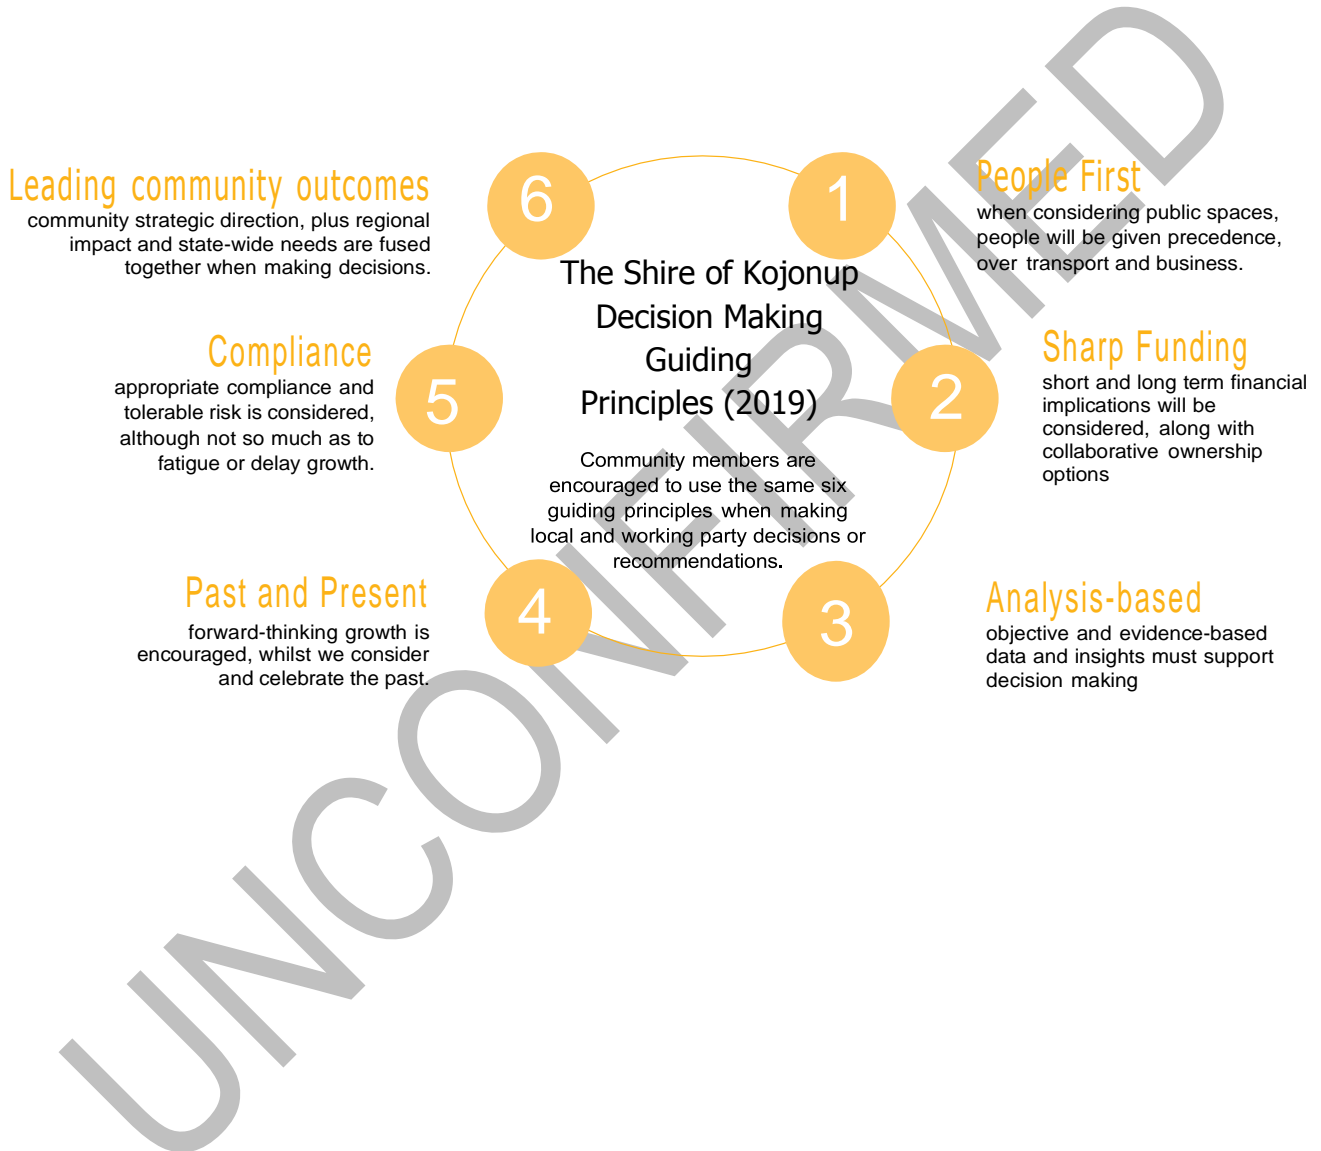 The Shire of Kojonup
Decision Making
Guiding
Principles (2019)
Community members are
encouraged to use the same six
guiding principles when making
local and working party decisions or
recommendations.
1
People First
when considering public spaces,
people will be given precedence,
over transport and business.
2
Sharp Funding
short and long term financial
implications will be
considered, along with
collaborative ownership
options
3
Analysis-based
objective and evidence-based
data and insights must support
decision making
4
Past and Present
forward-thinking growth is
encouraged, whilst we consider
and celebrate the past.
5
Compliance
appropriate compliance and
tolerable risk is considered,
although not so much as to
fatigue or delay growth.
6
Leading community outcomes
community strategic direction, plus regional
impact and state-wide needs are fused
together when making decisions.
UNCONFIRMED